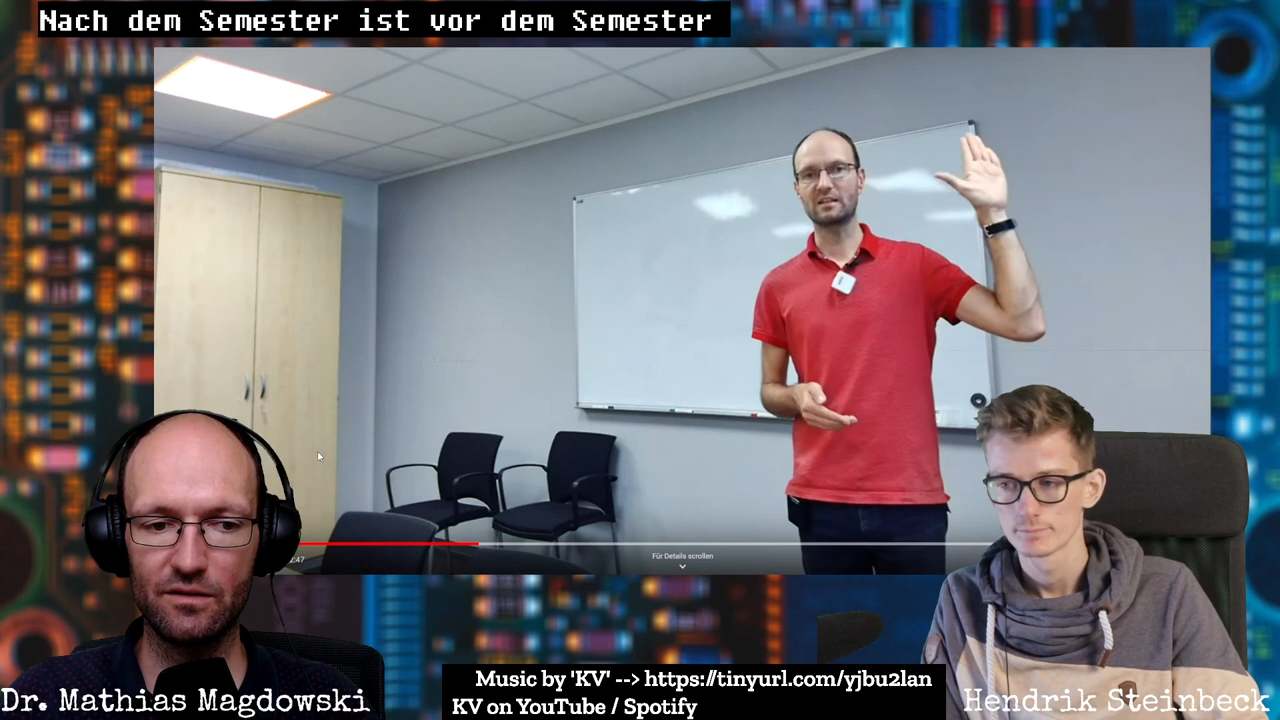 Nach dem Semester ist vor dem Semester
Für Details scrollen
Music by 'KV' --> https://tinyurl.com/yjbu2lan
KV on YouTube / Spotify
Dr. Mathias Magdowski
Hendrik Steinbeck